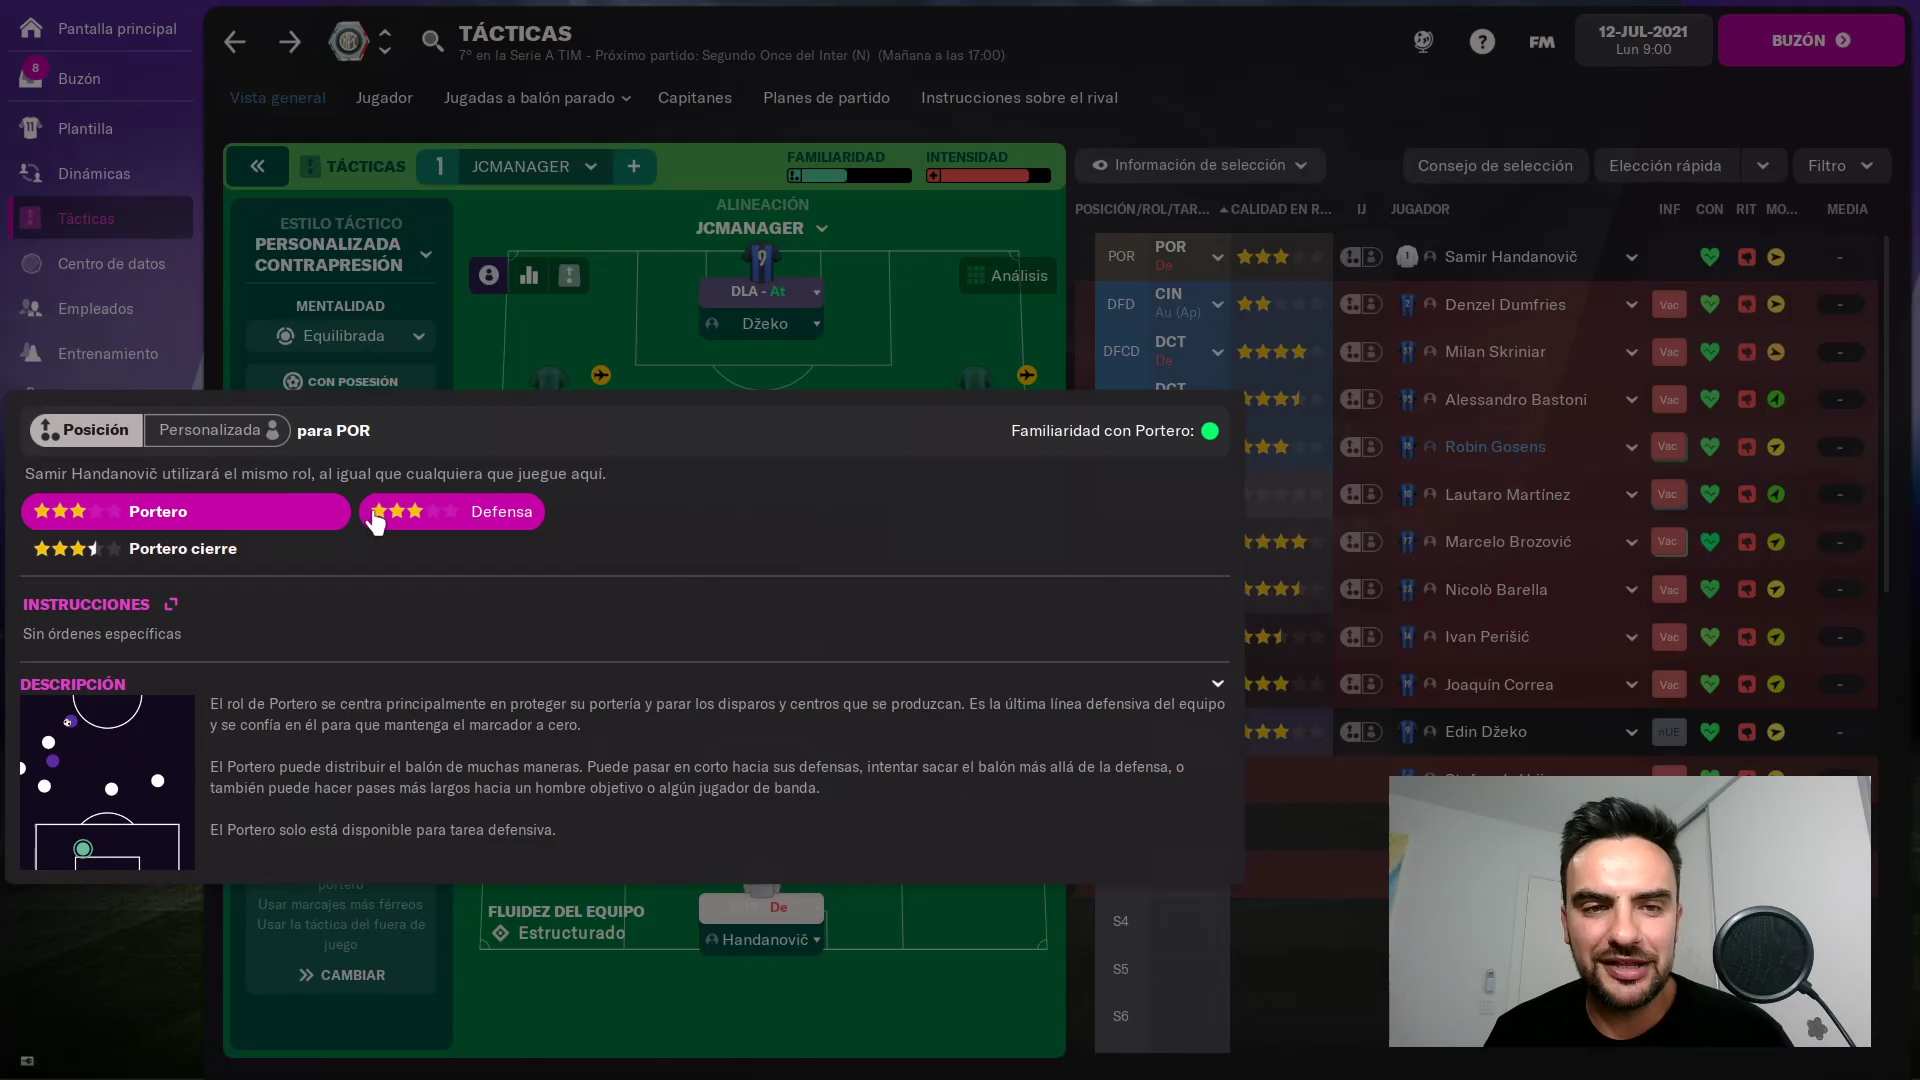 Pantalla principal
8
Buzón
Plantilla
Dinámicas
Tácticas
Centro de datos
Empleados
Entrenamiento
TÁCTICAS
7º en la Serie A TIM - Próximo partido: Segundo Once del Inter (N) (Mañana a las 17:00)
FM
12-JUL-2021
Lun 9:00
BUZÓN
Vista general
Jugador
Jugadas a balón parado
Capitanes
Planes de partido
Instrucciones sobre el rival
TÁCTICAS
1
JCMANAGER
FAMILIARIDAD
INTENSIDAD
ESTILO TÁCTICO
PERSONALIZADA
CONTRAPRESIÓN
MENTALIDAD
Equilibrada
CON POSESIÓN
ALINEACIÓN
JCMANAGER
Análisis
9
DLA - At
Džeko
Información de selección
Consejo de selección
Elección rápida
Filtro
POSICIÓN/ROL/TAR...
CALIDAD EN R...
IJ
JUGADOR
INF
CON
RIT
MO...
MEDIA
POR
POR
De
Samir Handanovič
-
DFD
CIN
Au (Ap)
Denzel Dumfries
Vac
-
DFCD
DCT
De
Milan Skriniar
Vac
-
DCT
Alessandro Bastoni
Vac
-
Robin Gosens
Vac
-
Lautaro Martínez
Vac
-
Marcelo Brozović
Vac
-
Nicolò Barella
Vac
-
Ivan Perišić
Vac
-
Joaquín Correa
Vac
-
Edin Džeko
nUE
-
S4
S5
S6
Posición
Personalizada
para POR
Familiaridad con Portero:
Samir Handanovič utilizará el mismo rol, al igual que cualquiera que juegue aquí.
Portero
Defensa
Portero cierre
INSTRUCCIONES
Sin órdenes específicas
DESCRIPCIÓN
El rol de Portero se centra principalmente en proteger su portería y parar los disparos y centros que se produzcan. Es la última línea defensiva del equipo
y se confía en él para que mantenga el marcador a cero.
El Portero puede distribuir el balón de muchas maneras. Puede pasar en corto hacia sus defensas, intentar sacar el balón más allá de la defensa, o
también puede hacer pases más largos hacia un hombre objetivo o algún jugador de banda.
El Portero solo está disponible para tarea defensiva.
portero
Usar marcajes más férreos
Usar la táctica del fuera de
juego
CAMBIAR
FLUIDEZ DEL EQUIPO
Estructurado
De
Handanovič